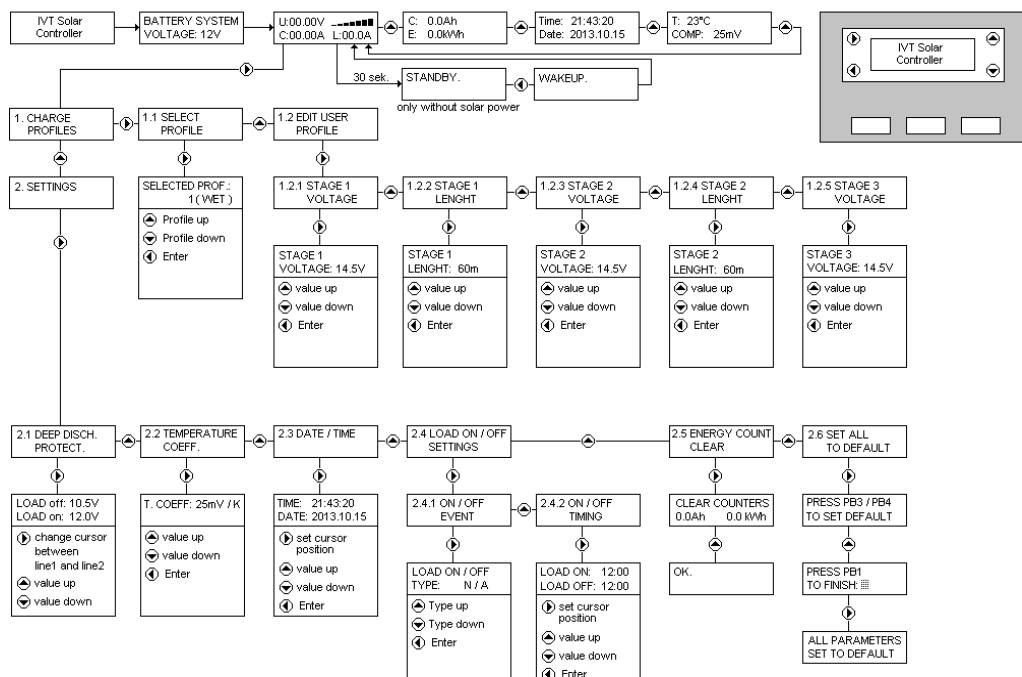 IVT Solar
Controller
BATTERY SYSTEM
VOLTAGE: 12V
U:00.00V
C:00.00A L:00.0A
C: 0.0Ah
E: 0.0kWh
Time: 21:43:20
Date: 2013.10.15
T: 23°C
COMP: 25mV
IVT Solar
Controller
30 sek.
STANDBY.
WAKEUP.
only without solar power
1. CHARGE
PROFILES
1.1 SELECT
PROFILE
1.2 EDIT USER
PROFILE
2. SETTINGS
SELECTED PROF.:
1 ( WET )
Profile up
Profile down
Enter
1.2.1 STAGE 1
VOLTAGE
1.2.2 STAGE 1
LENGHT
1.2.3 STAGE 2
VOLTAGE
1.2.4 STAGE 2
LENGHT
1.2.5 STAGE 3
VOLTAGE
STAGE 1
VOLTAGE: 14.5V
value up
value down
Enter
STAGE 1
LENGHT: 60m
value up
value down
Enter
STAGE 2
VOLTAGE: 14.5V
value up
value down
Enter
STAGE 2
LENGHT: 60m
value up
value down
Enter
STAGE 3
VOLTAGE: 14.5V
value up
value down
Enter
2.1 DEEP DISCH.
PROTECT.
2.2 TEMPERATURE
COEFF.
2.3 DATE / TIME
2.4 LOAD ON / OFF
SETTINGS
2.5 ENERGY COUNT
CLEAR
2.6 SET ALL
TO DEFAULT
LOAD off: 10.5V
LOAD on: 12.0V
change cursor
between
line1 and line2
value up
value down
T. COEFF: 25mV / K
value up
value down
Enter
TIME: 21:43:20
DATE: 2013.10.15
set cursor
position
value up
value down
Enter
2.4.1 ON / OFF
EVENT
2.4.2 ON / OFF
TIMING
LOAD ON / OFF
TYPE: N / A
Type up
Type down
Enter
LOAD ON: 12:00
LOAD OFF: 12:00
set cursor
position
value up
value down
Enter
CLEAR COUNTERS
0.0Ah 0.0 kWh
OK.
PRESS PB3 / PB4
TO SET DEFAULT
PRESS PB1
TO FINISH:
ALL PARAMETERS
SET TO DEFAULT